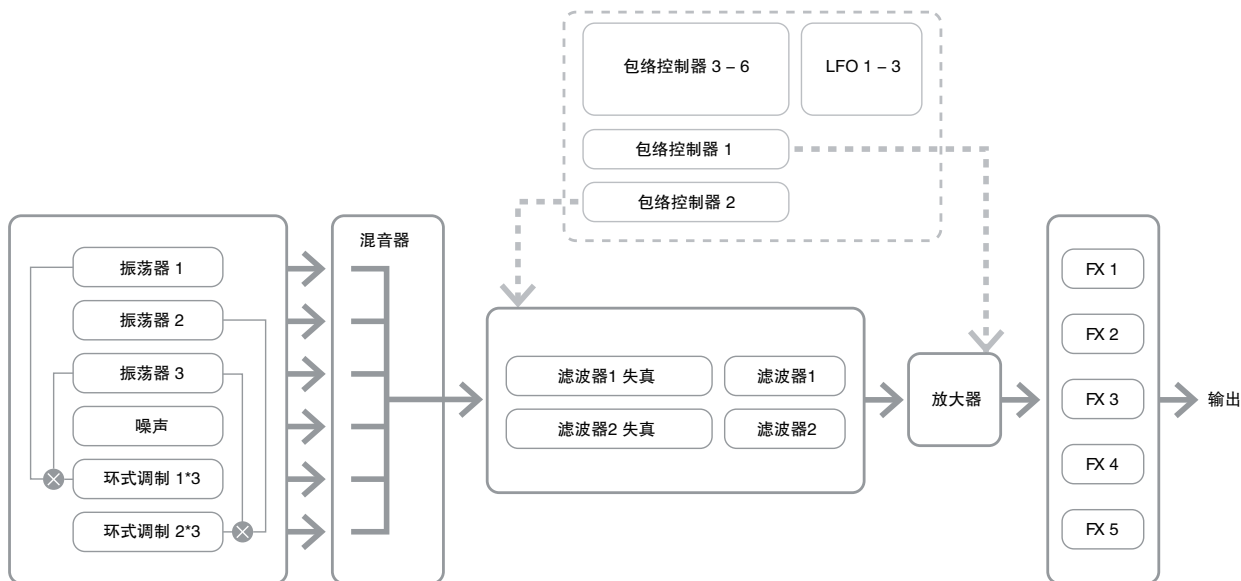 包络控制器 3 – 6
LFO 1 – 3
包络控制器 1
包络控制器 2
振荡器 1
振荡器 2
振荡器 3
噪声
环式调制 1*3
环式调制 2*3
混音器
滤波器1 失真
滤波器1
滤波器2 失真
滤波器2
放大器
FX 1
FX 2
FX 3
FX 4
FX 5
输出